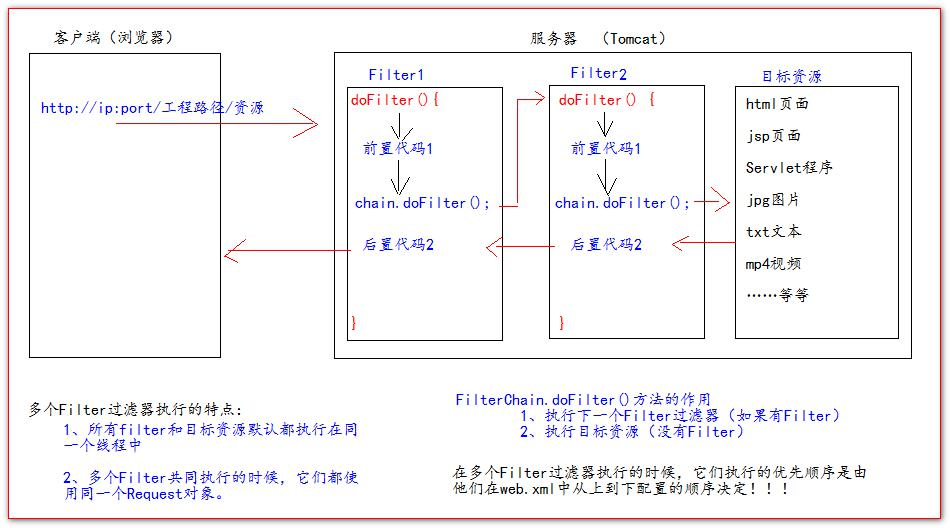 客户端（浏览器）
服务器 （Tomcat）
http://ip:port/工程路径/资源
Filter1
doFilter(){
前置代码1
chain.doFilter();
后置代码2
}
Filter2
doFilter() {
前置代码1
chain.doFilter();
后置代码2
}
目标资源
html页面
jsp页面
Servlet程序
jpg图片
txt文本
mp4视频
……等等
多个Filter过滤器执行的特点：
1、所有filter和目标资源默认都执行在同
一个线程中
2、多个Filter共同执行的时候，它们都使
用同一个Request对象。
FilterChain.doFilter()方法的作用
1、执行下一个Filter过滤器（如果有Filter）
2、执行目标资源（没有Filter）
在多个Filter过滤器执行的时候，它们执行的优先顺序是由
他们在web.xml中从上到下配置的顺序决定！！！